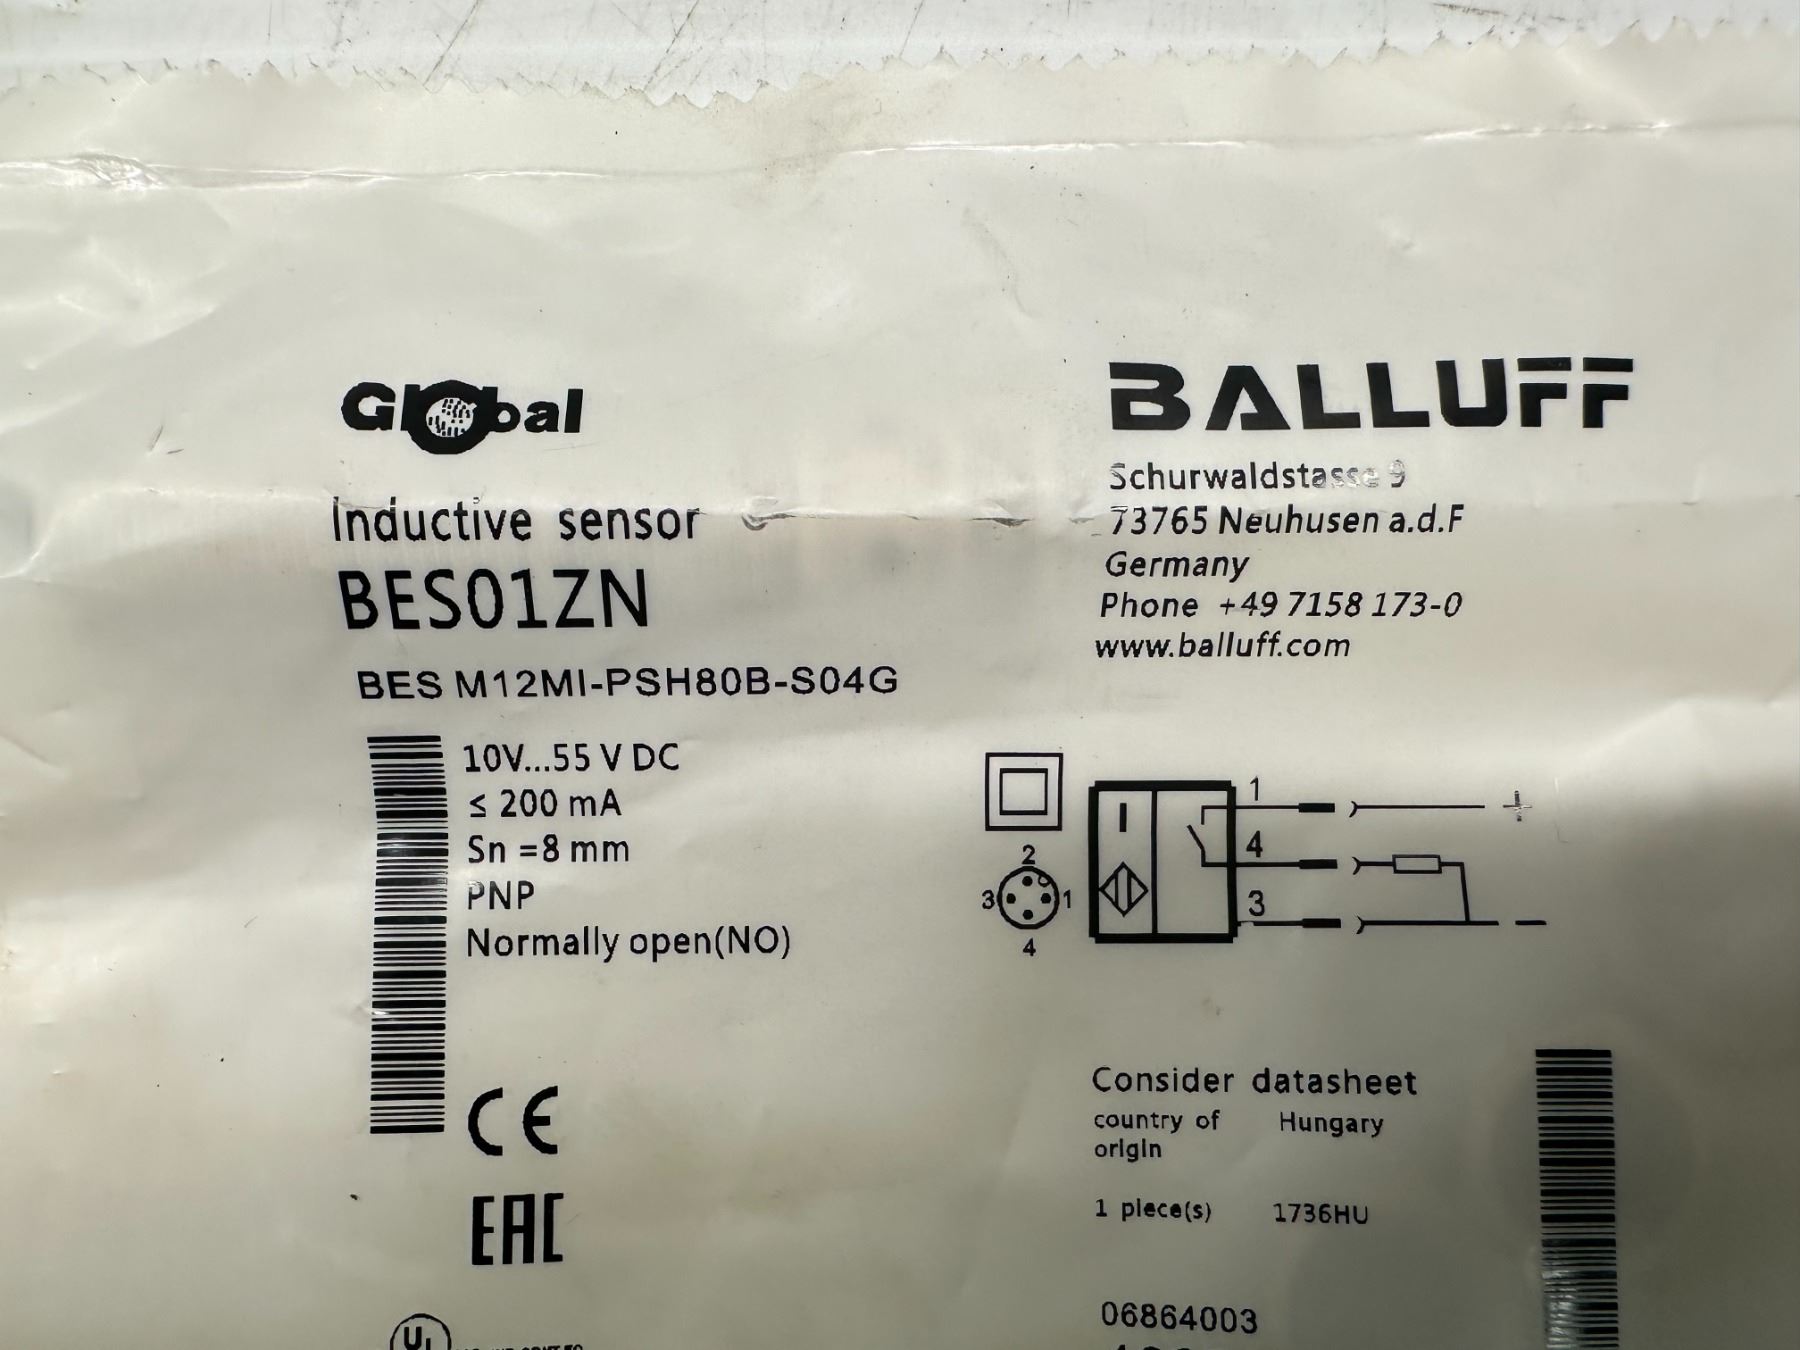 Global
BALLUFF
Schurwaldstasse 9
73765 Neuhusen a.d.F
Germany
Phone +49 7158 173-0
www.balluff.com
Inductive sensor
BES01ZN
BES M12MI-PSH80B-S04G
10V...55 V DC
≤ 200 mA
Sn =8 mm
PNP
Normally open(NO)
2
3
1
4
1
+
4
3
−
CE
EAC
UL
Consider datasheet
country of Hungary
origin
1 piece(s) 1736HU
06864003